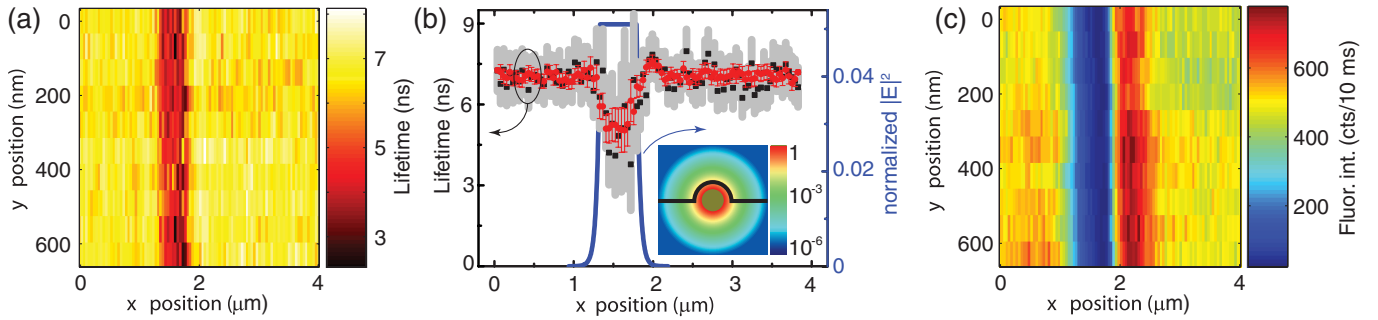 (a)
0
200
400
600
y position (nm)
0
2
4
x position (μm)
7
5
3
Lifetime (ns)
(b)
9
6
3
0
Lifetime (ns)
0
1
2
3
4
x position (μm)
0.04
0.02
0
normalized |E|²
1
10⁻³
10⁻⁶
(c)
0
200
400
600
y position (nm)
0
2
4
x position (μm)
600
400
200
Fluor. int. (cts/10 ms)